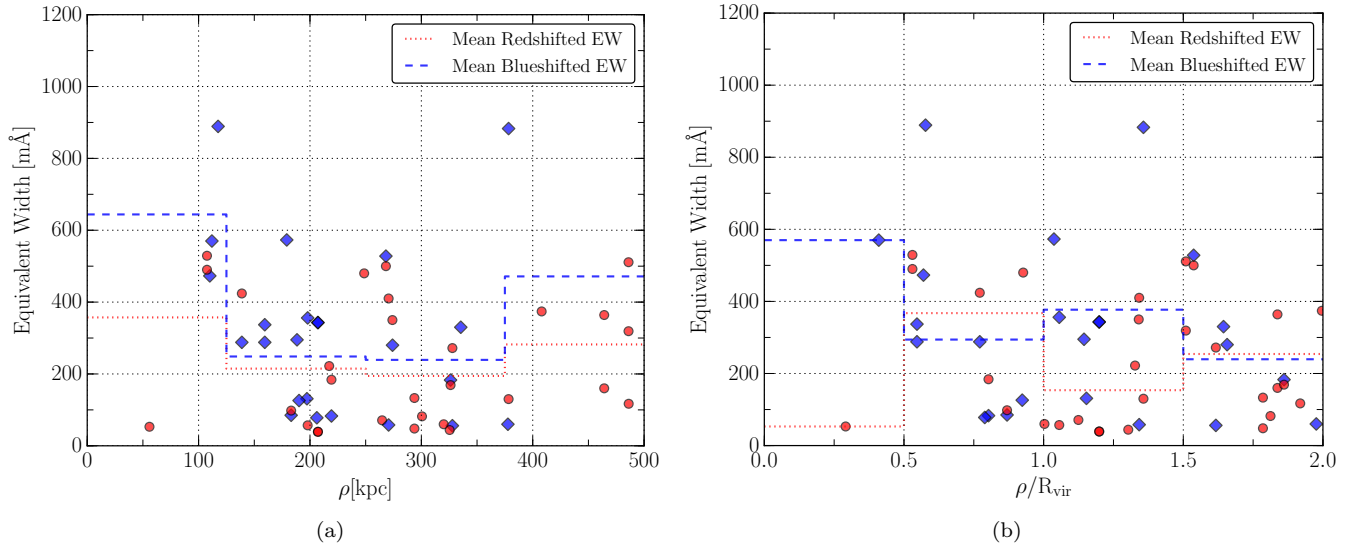 1200
1000
800
600
400
200
0
Equivalent Width [mÅ]
0
100
200
300
400
500
ρ[kpc]
Mean Redshifted EW
Mean Blueshifted EW
(a)
1200
1000
800
600
400
200
0
Equivalent Width [mÅ]
0.0
0.5
1.0
1.5
2.0
ρ/R_vir
Mean Redshifted EW
Mean Blueshifted EW
(b)